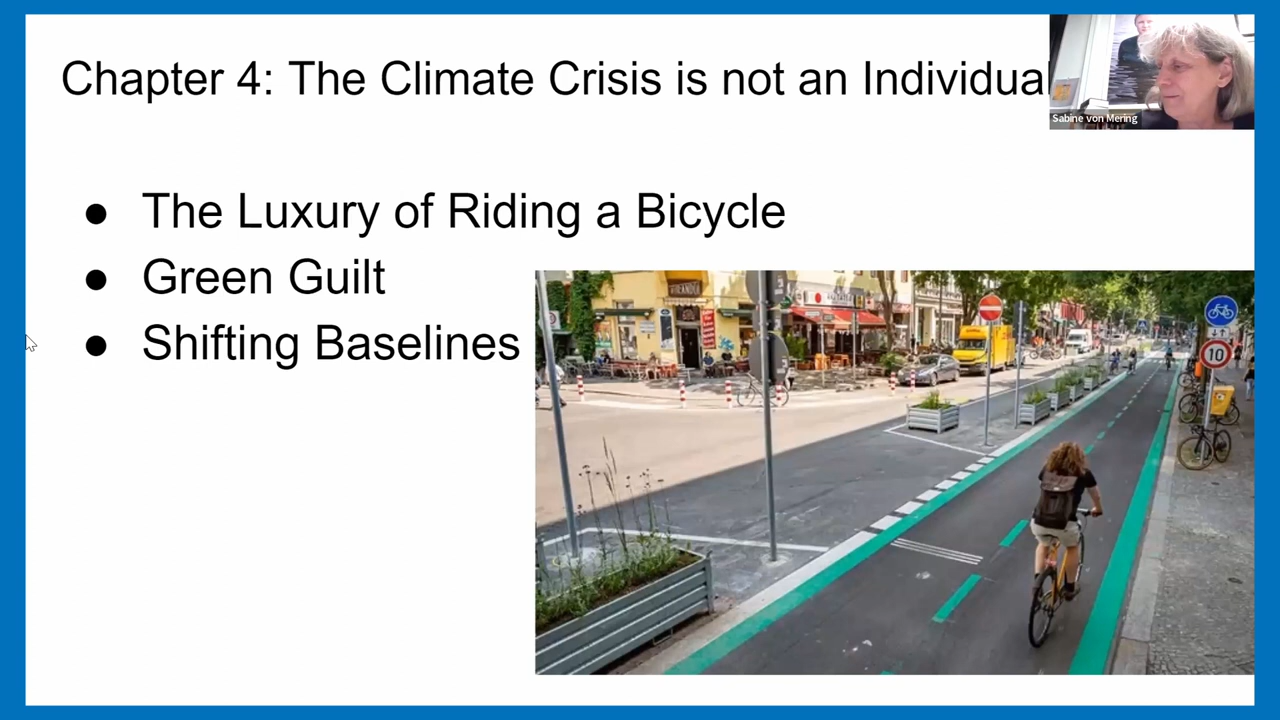 Chapter 4: The Climate Crisis is not an Individual
Sabine von Mering
● The Luxury of Riding a Bicycle
● Green Guilt
● Shifting Baselines
10